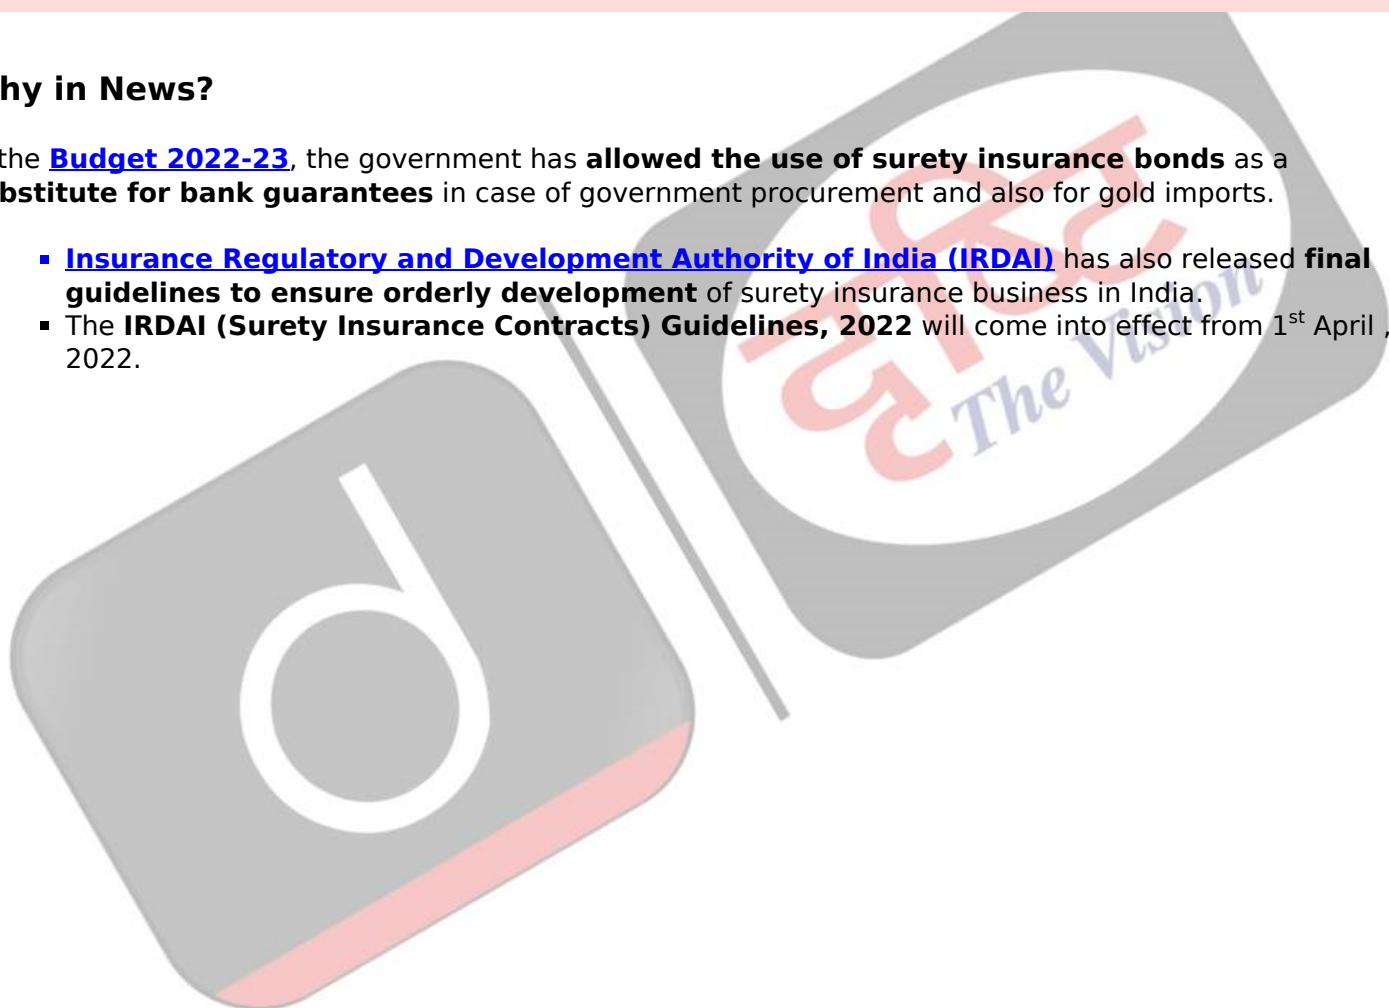 hy in News?
the Budget 2022-23, the government has allowed the use of surety insurance bonds as a
bstitute for bank guarantees in case of government procurement and also for gold imports.
Insurance Regulatory and Development Authority of India (IRDAI) has also released final
guidelines to ensure orderly development of surety insurance business in India.
The IRDAI (Surety Insurance Contracts) Guidelines, 2022 will come into effect from 1st April ,
2022.
दृष्टि
The Vision
d